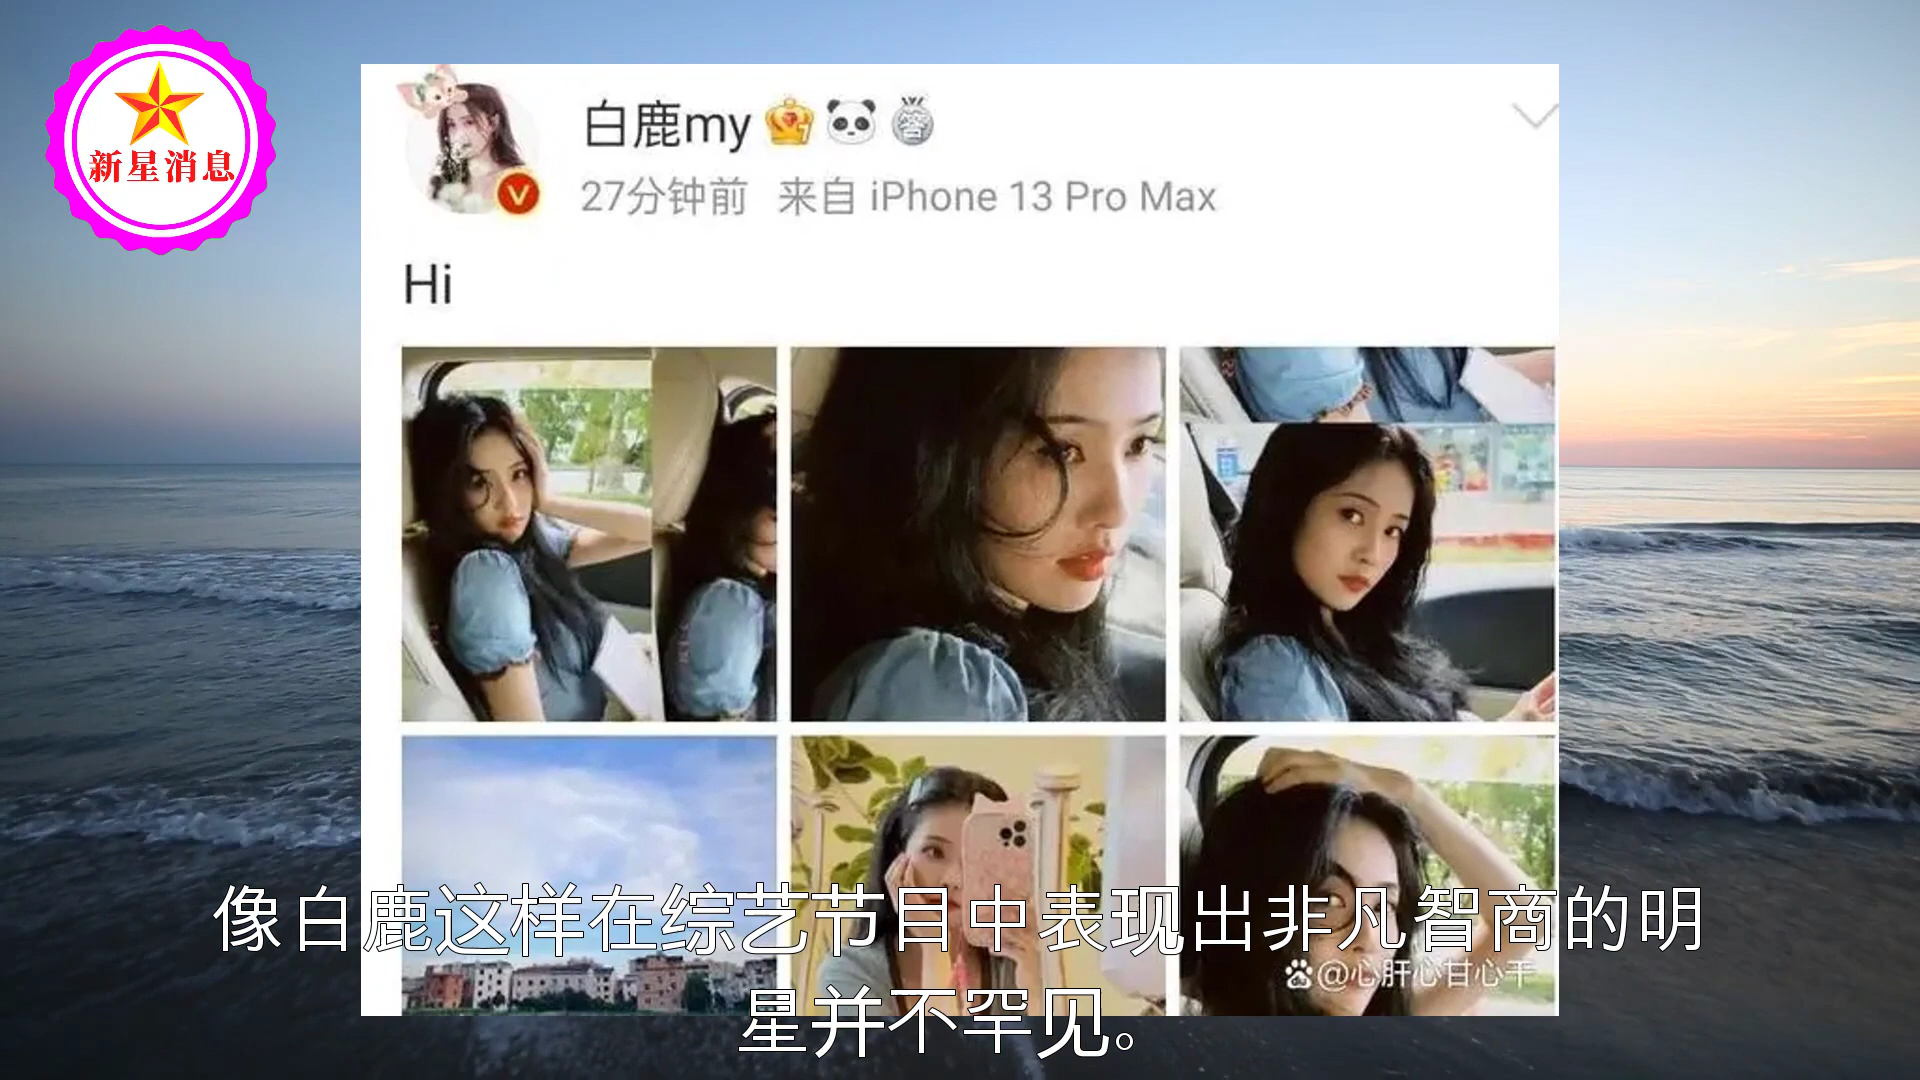 新星消息
白鹿my
27分钟前 来自 iPhone 13 Pro Max
Hi
@心肝心甘心干
像白鹿这样在综艺节目中表现出非凡智商的明
星并不罕见。